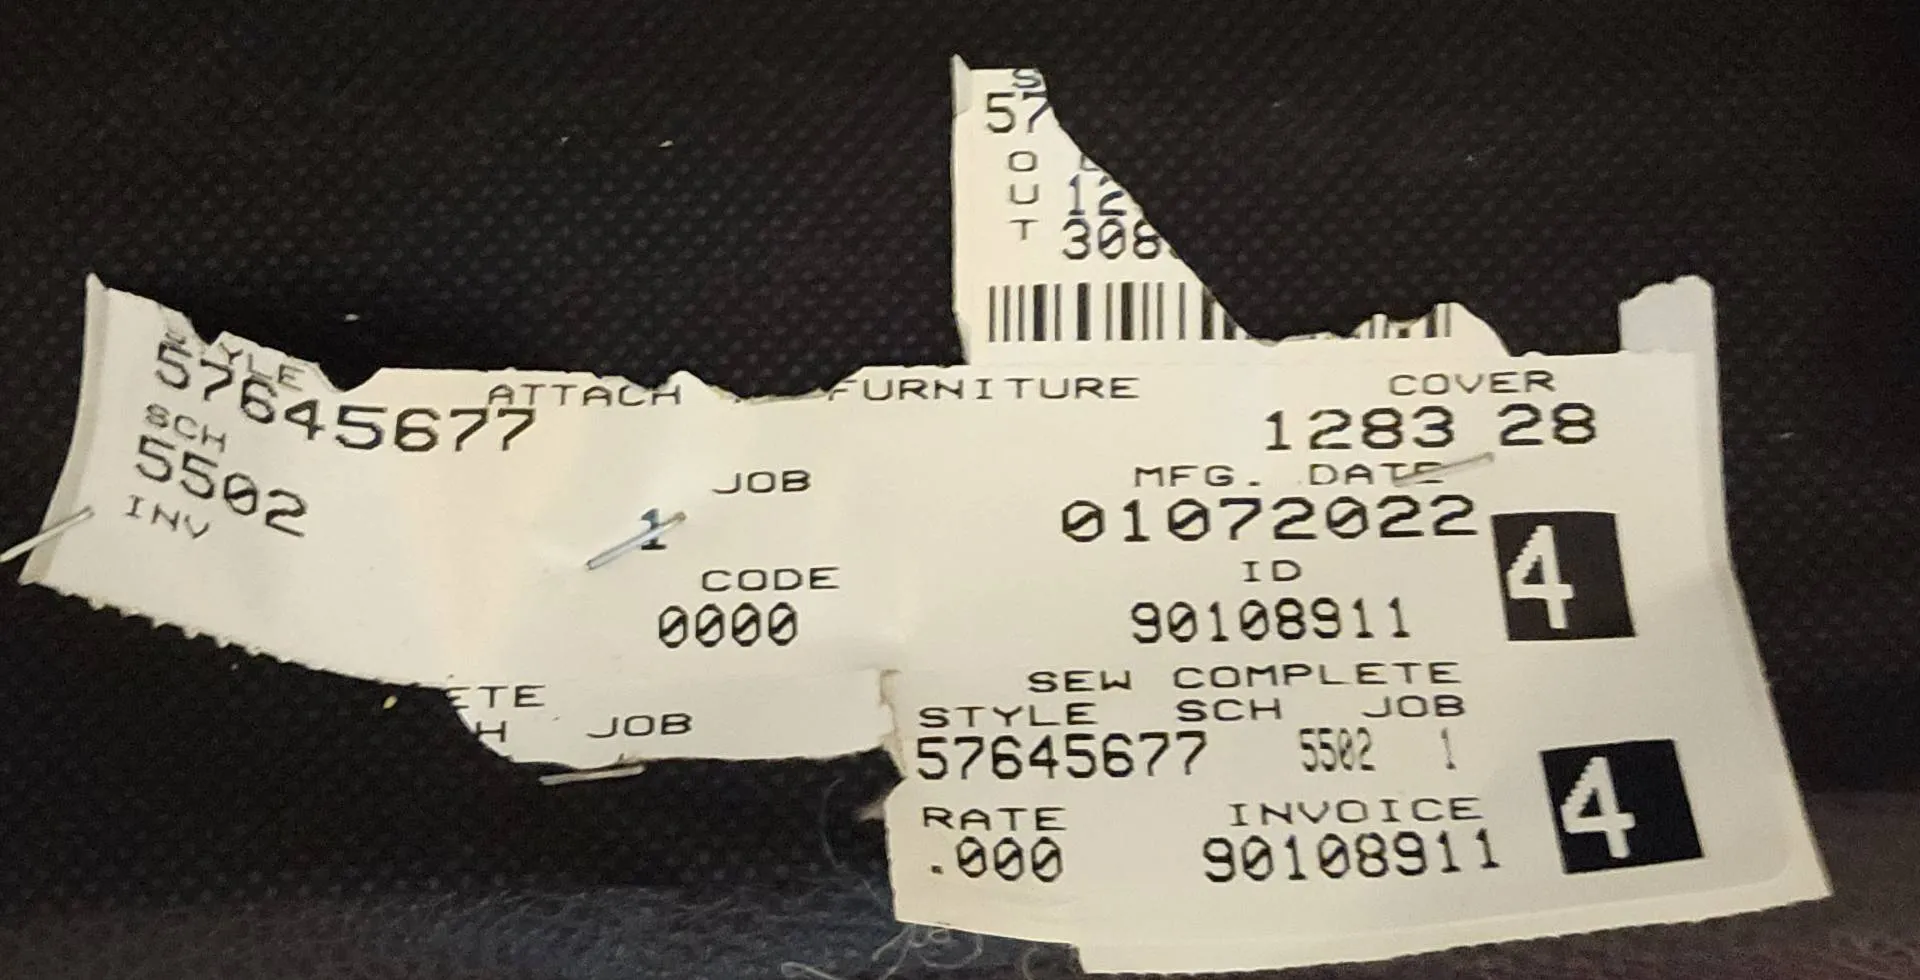 57
O
U 12
T 308
STYLE
57645677
SCH
5502
INV
ATTACH FURNITURE
JOB
1
CODE
0000
COVER
1283 28
MFG. DATE
01072022
4
ID
90108911
ETE
H JOB
SEW COMPLETE
STYLE SCH JOB
57645677 5502 1
RATE INVOICE
.000 90108911
4